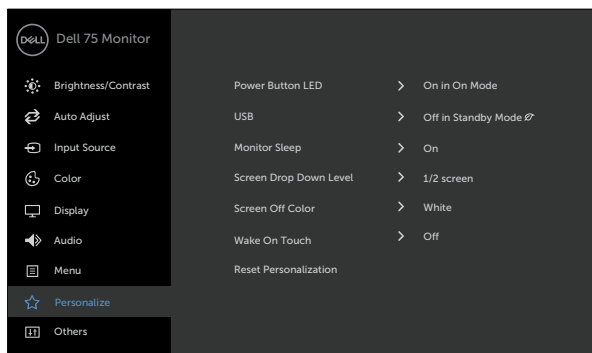 DELL Dell 75 Monitor
Brightness/Contrast
Auto Adjust
Input Source
Color
Display
Audio
Menu
Personalize
Others
Power Button LED > On in On Mode
USB > Off in Standby Mode
Monitor Sleep > On
Screen Drop Down Level > 1/2 screen
Screen Off Color > White
Wake On Touch > Off
Reset Personalization